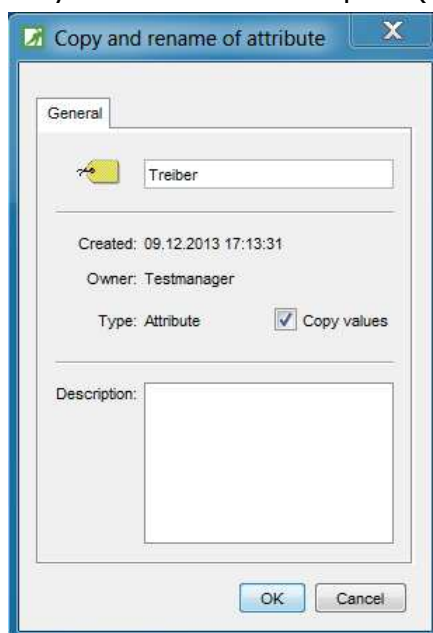 Copy and rename of attribute
X
General
Treiber
Created: 09.12.2013 17:13:31
Owner: Testmanager
Type: Attribute Copy values
Description:
OK Cancel